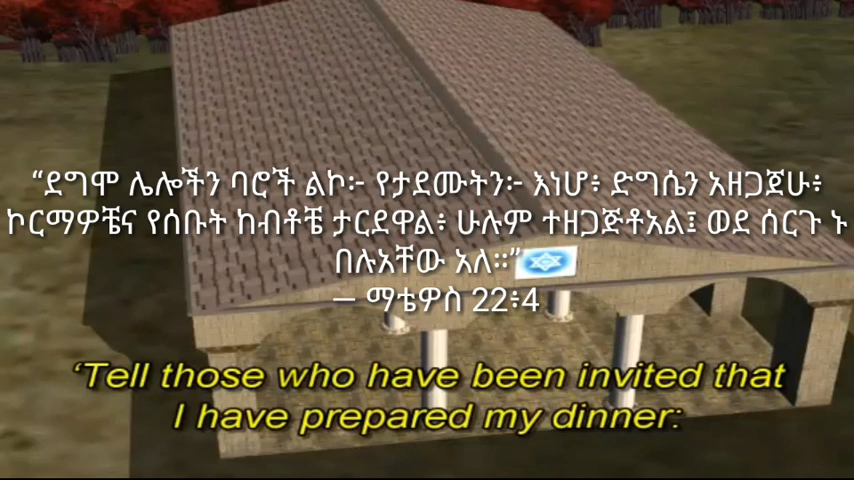 “ደግሞ ሌሎችን ባሮች ልኮ፦ የታደሙትን፦ እነሆ፥ ድግሴን አዘጋጀሁ፥
ኮርማዎቼና የሰቡት ከብቶቼ ታርደዋል፥ ሁሉም ተዘጋጅቶአል፤ ወደ ሰርጉ ኑ
በሉአቸው አለ።”
— ማቴዎስ 22፥4
‘Tell those who have been invited that
I have prepared my dinner: